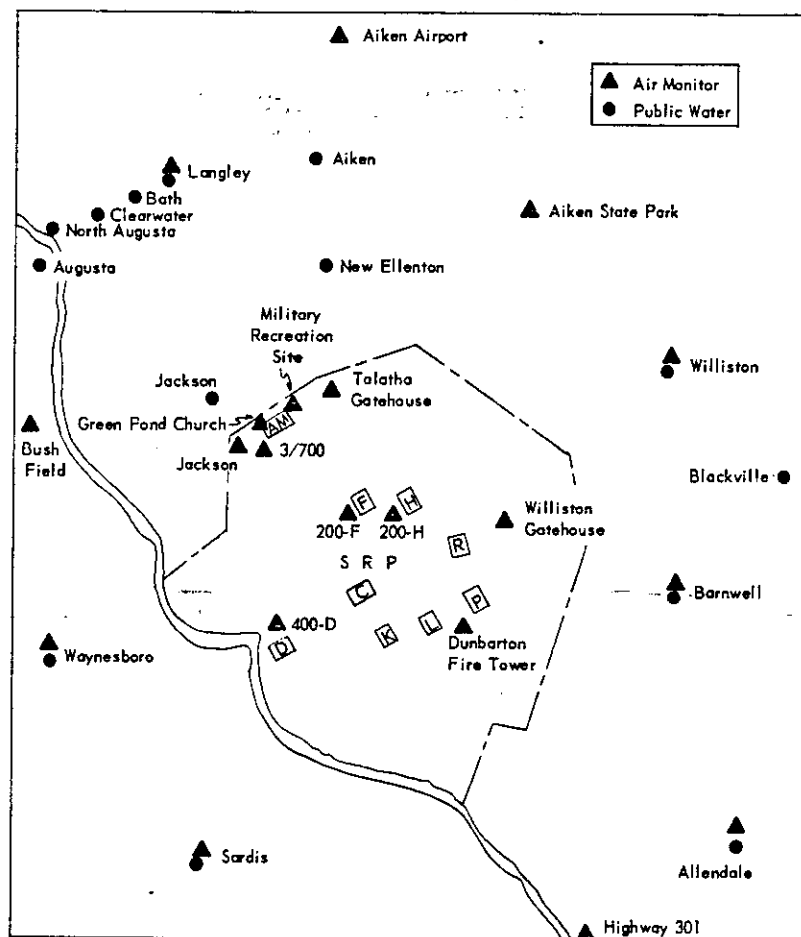 Aiken Airport
Air Monitor
Public Water
Langley
Aiken
Bath
Clearwater
Aiken State Park
North Augusta
Augusta
New Ellenton
Military
Recreation
Site
Williston
Jackson
Talatha
Gatehouse
Green Pond Church
AM
Bush
Field
Jackson
3/700
Blackville
F
H
Williston
Gatehouse
200-F
200-H
R
S R P
C
P
Barnwell
400-D
L
K
D
Dunbarton
Fire Tower
Waynesboro
Sardis
Allendale
Highway 301